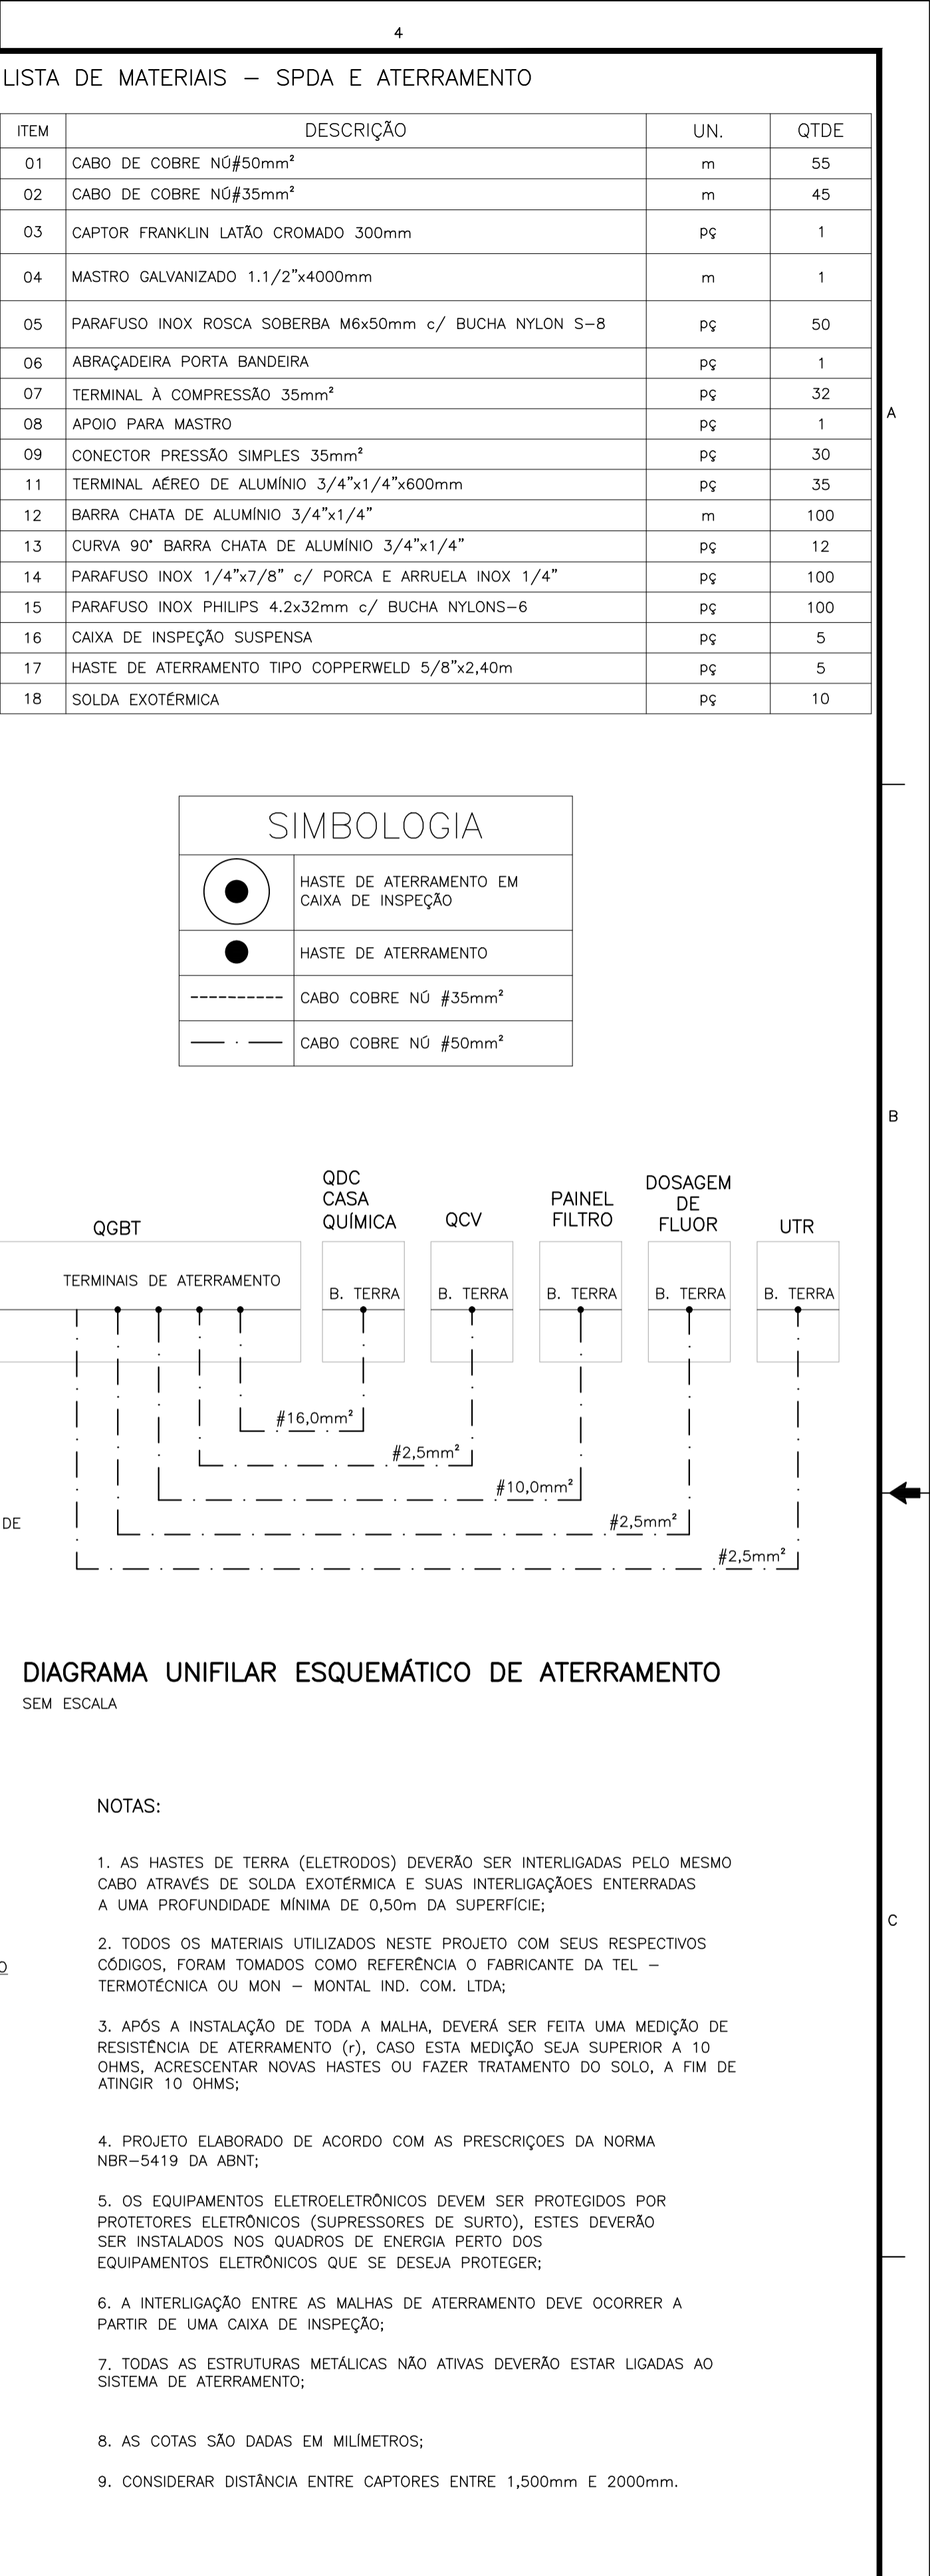 4
LISTA DE MATERIAIS – SPDA E ATERRAMENTO
ITEM DESCRIÇÃO UN. QTDE
01 CABO DE COBRE NÚ#50mm² m 55
02 CABO DE COBRE NÚ#35mm² m 45
03 CAPTOR FRANKLIN LATÃO CROMADO 300mm pç 1
04 MASTRO GALVANIZADO 1.1/2"x4000mm m 1
05 PARAFUSO INOX ROSCA SOBERBA M6x50mm c/ BUCHA NYLON S-8 pç 50
06 ABRAÇADEIRA PORTA BANDEIRA pç 1
07 TERMINAL À COMPRESSÃO 35mm² pç 32
08 APOIO PARA MASTRO pç 1
09 CONECTOR PRESSÃO SIMPLES 35mm² pç 30
11 TERMINAL AÉREO DE ALUMÍNIO 3/4"x1/4"x600mm pç 35
12 BARRA CHATA DE ALUMÍNIO 3/4"x1/4" m 100
13 CURVA 90° BARRA CHATA DE ALUMÍNIO 3/4"x1/4" pç 12
14 PARAFUSO INOX 1/4"x7/8" c/ PORCA E ARRUELA INOX 1/4" pç 100
15 PARAFUSO INOX PHILIPS 4.2x32mm c/ BUCHA NYLONS-6 pç 100
16 CAIXA DE INSPEÇÃO SUSPENSA pç 5
17 HASTE DE ATERRAMENTO TIPO COPPERWELD 5/8"x2,40m pç 5
18 SOLDA EXOTÉRMICA pç 10
A
SIMBOLOGIA
HASTE DE ATERRAMENTO EM
CAIXA DE INSPEÇÃO
HASTE DE ATERRAMENTO
CABO COBRE NÚ #35mm²
CABO COBRE NÚ #50mm²
B
QGBT
QDC
CASA
QUÍMICA
QCV
PAINEL
FILTRO
DOSAGEM
DE
FLUOR
UTR
TERMINAIS DE ATERRAMENTO
B. TERRA B. TERRA B. TERRA B. TERRA B. TERRA
#16,0mm²
#2,5mm²
#10,0mm²
#2,5mm²
#2,5mm²
DE
DIAGRAMA UNIFILAR ESQUEMÁTICO DE ATERRAMENTO
SEM ESCALA
NOTAS:
1. AS HASTES DE TERRA (ELETRODOS) DEVERÃO SER INTERLIGADAS PELO MESMO
CABO ATRAVÉS DE SOLDA EXOTÉRMICA E SUAS INTERLIGAÇÃOES ENTERRADAS
A UMA PROFUNDIDADE MÍNIMA DE 0,50m DA SUPERFÍCIE;
C
2. TODOS OS MATERIAIS UTILIZADOS NESTE PROJETO COM SEUS RESPECTIVOS
CÓDIGOS, FORAM TOMADOS COMO REFERÊNCIA O FABRICANTE DA TEL –
TERMOTÉCNICA OU MON – MONTAL IND. COM. LTDA;
3. APÓS A INSTALAÇÃO DE TODA A MALHA, DEVERÁ SER FEITA UMA MEDIÇÃO DE
RESISTÊNCIA DE ATERRAMENTO (r), CASO ESTA MEDIÇÃO SEJA SUPERIOR A 10
OHMS, ACRESCENTAR NOVAS HASTES OU FAZER TRATAMENTO DO SOLO, A FIM DE
ATINGIR 10 OHMS;
4. PROJETO ELABORADO DE ACORDO COM AS PRESCRIÇOES DA NORMA
NBR-5419 DA ABNT;
5. OS EQUIPAMENTOS ELETROELETRÔNICOS DEVEM SER PROTEGIDOS POR
PROTETORES ELETRÔNICOS (SUPRESSORES DE SURTO), ESTES DEVERÃO
SER INSTALADOS NOS QUADROS DE ENERGIA PERTO DOS
EQUIPAMENTOS ELETRÔNICOS QUE SE DESEJA PROTEGER;
6. A INTERLIGAÇÃO ENTRE AS MALHAS DE ATERRAMENTO DEVE OCORRER A
PARTIR DE UMA CAIXA DE INSPEÇÃO;
7. TODAS AS ESTRUTURAS METÁLICAS NÃO ATIVAS DEVERÃO ESTAR LIGADAS AO
SISTEMA DE ATERRAMENTO;
8. AS COTAS SÃO DADAS EM MILÍMETROS;
9. CONSIDERAR DISTÂNCIA ENTRE CAPTORES ENTRE 1,500mm E 2000mm.